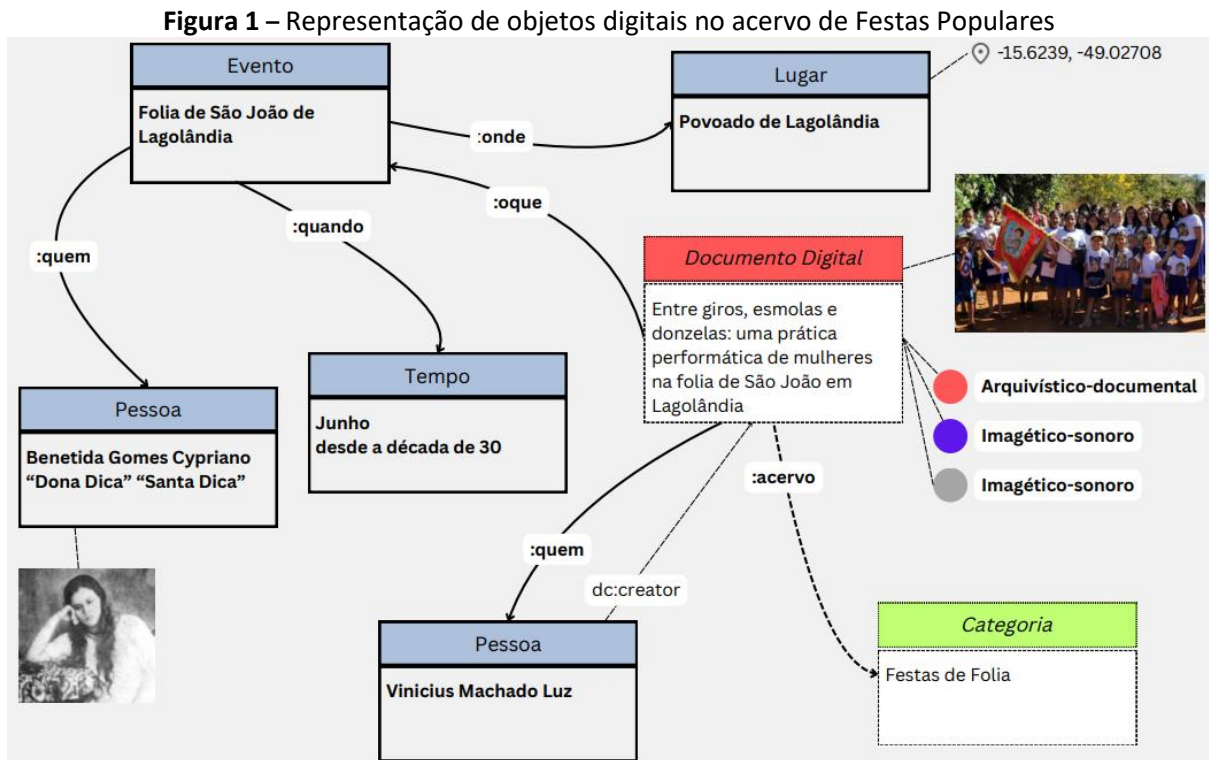 Figura 1 – Representação de objetos digitais no acervo de Festas Populares
Evento
Folia de São João de
Lagolândia
Lugar
Povoado de Lagolândia
-15.6239, -49.02708
:onde
:oque
:quando
:quem
Documento Digital
Entre giros, esmolas e
donzelas: uma prática
performática de mulheres
na folia de São João em
Lagolândia
Arquivístico-documental
Imagético-sonoro
Imagético-sonoro
Tempo
Junho
desde a década de 30
Pessoa
Benetida Gomes Cypriano
“Dona Dica” “Santa Dica”
:acervo
:quem
dc:creator
Pessoa
Vinicius Machado Luz
Categoria
Festas de Folia